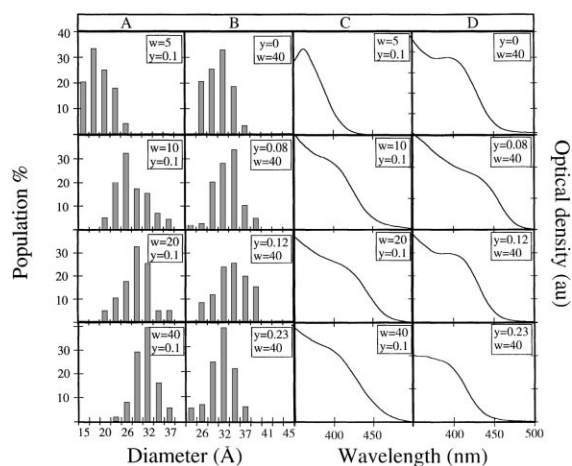 A B C D
Population %
Optical density (au)
40
30
20
10
w=5
y=0.1
y=0
w=40
w=5
y=0.1
y=0
w=40
30
20
10
w=10
y=0.1
y=0.08
w=40
w=10
y=0.1
y=0.08
w=40
30
20
10
w=20
y=0.1
y=0.12
w=40
w=20
y=0.1
y=0.12
w=40
30
20
10
w=40
y=0.1
y=0.23
w=40
w=40
y=0.1
y=0.23
w=40
15 20 26 32 37 26 32 37 41 45 400 450 400 450 500
Diameter (Å) Wavelength (nm)